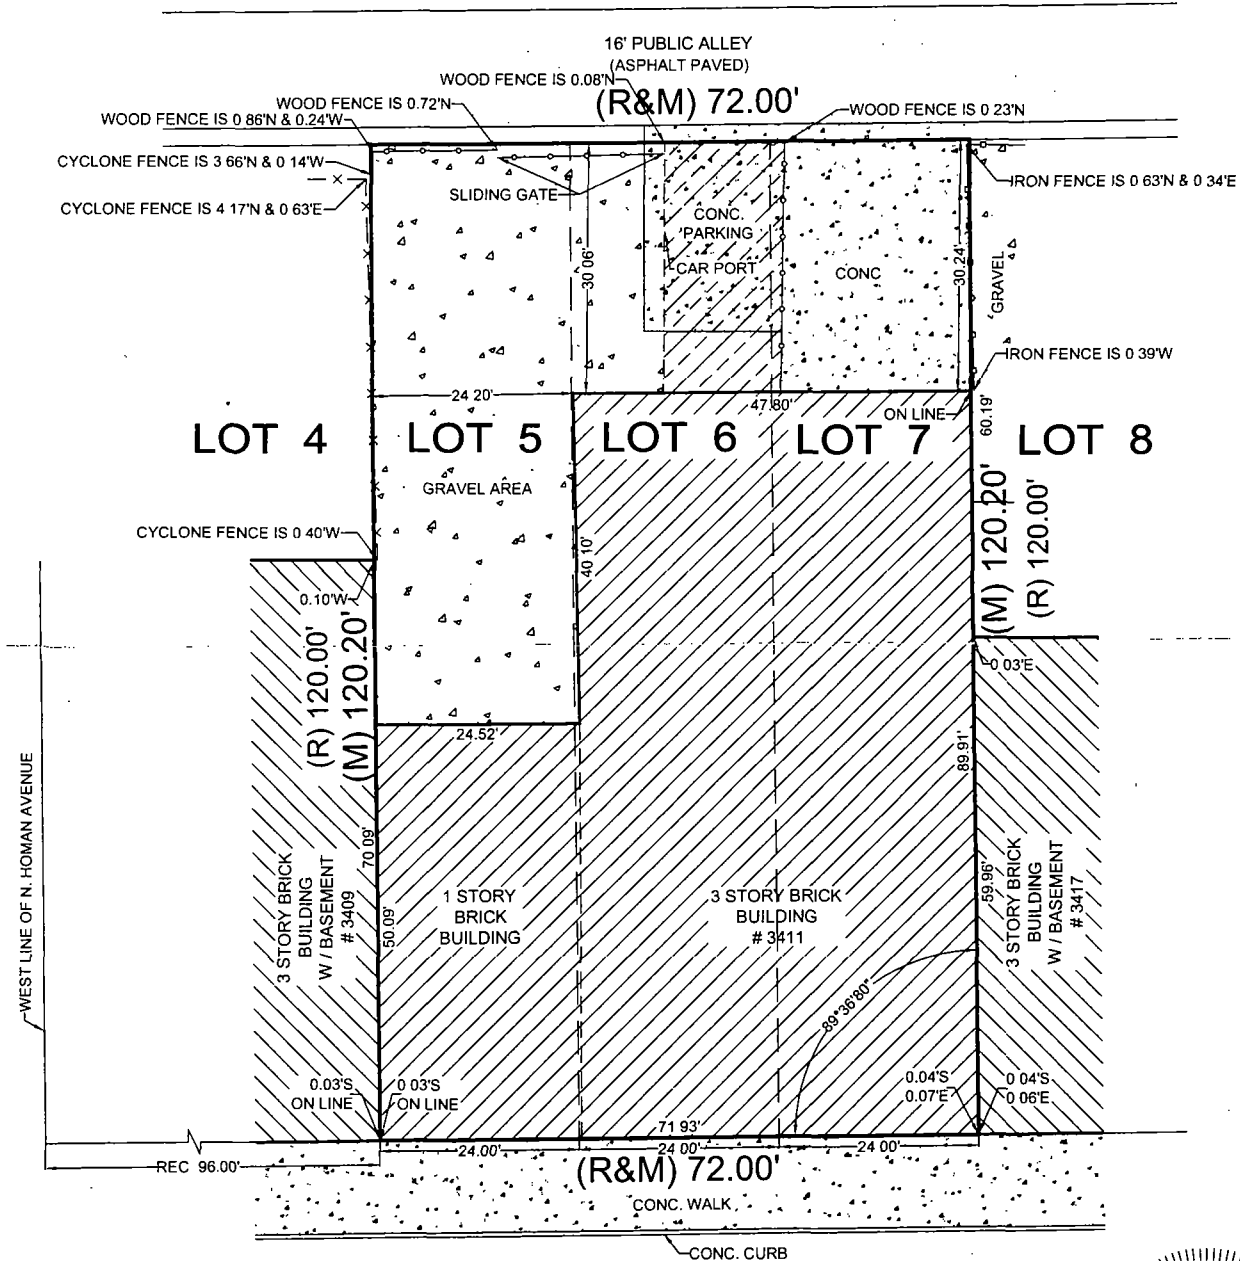 16' PUBLIC ALLEY
(ASPHALT PAVED)
WOOD FENCE IS 0.08'N
(R&M) 72.00'
WOOD FENCE IS 0.72'N
WOOD FENCE IS 0.23'N
WOOD FENCE IS 0 86'N & 0.24'W
CYCLONE FENCE IS 3 66'N & 0 14'W
IRON FENCE IS 0 63'N & 0 34'E
SLIDING GATE
CYCLONE FENCE IS 4 17'N & 0 63'E
CONC.
PARKING
CAR PORT
CONC
30 06'
30.24'
GRAVEL
IRON FENCE IS 0 39'W
24 20'
47.80'
ON LINE
60.19'
LOT 4
LOT 5
LOT 6
LOT 7
LOT 8
GRAVEL AREA
CYCLONE FENCE IS 0 40'W
40 10'
(M) 120.20'
(R) 120.00'
0.10'W
0 03'E
(R) 120.00'
(M) 120.20'
24.52'
89.91'
WEST LINE OF N. HOMAN AVENUE
3 STORY BRICK
BUILDING
W / BASEMENT
# 3409
70 09'
50.09'
1 STORY
BRICK
BUILDING
3 STORY BRICK
BUILDING
# 3411
59.96'
3 STORY BRICK
BUILDING
W / BASEMENT
# 3417
89°36'80"
0.03'S
ON LINE
0 03'S
ON LINE
0.04'S
0.07'E
0 04'S
0 06'E
71 93'
24.00'
24 00'
24 00'
REC 96.00'
(R&M) 72.00'
CONC. WALK
CONC. CURB